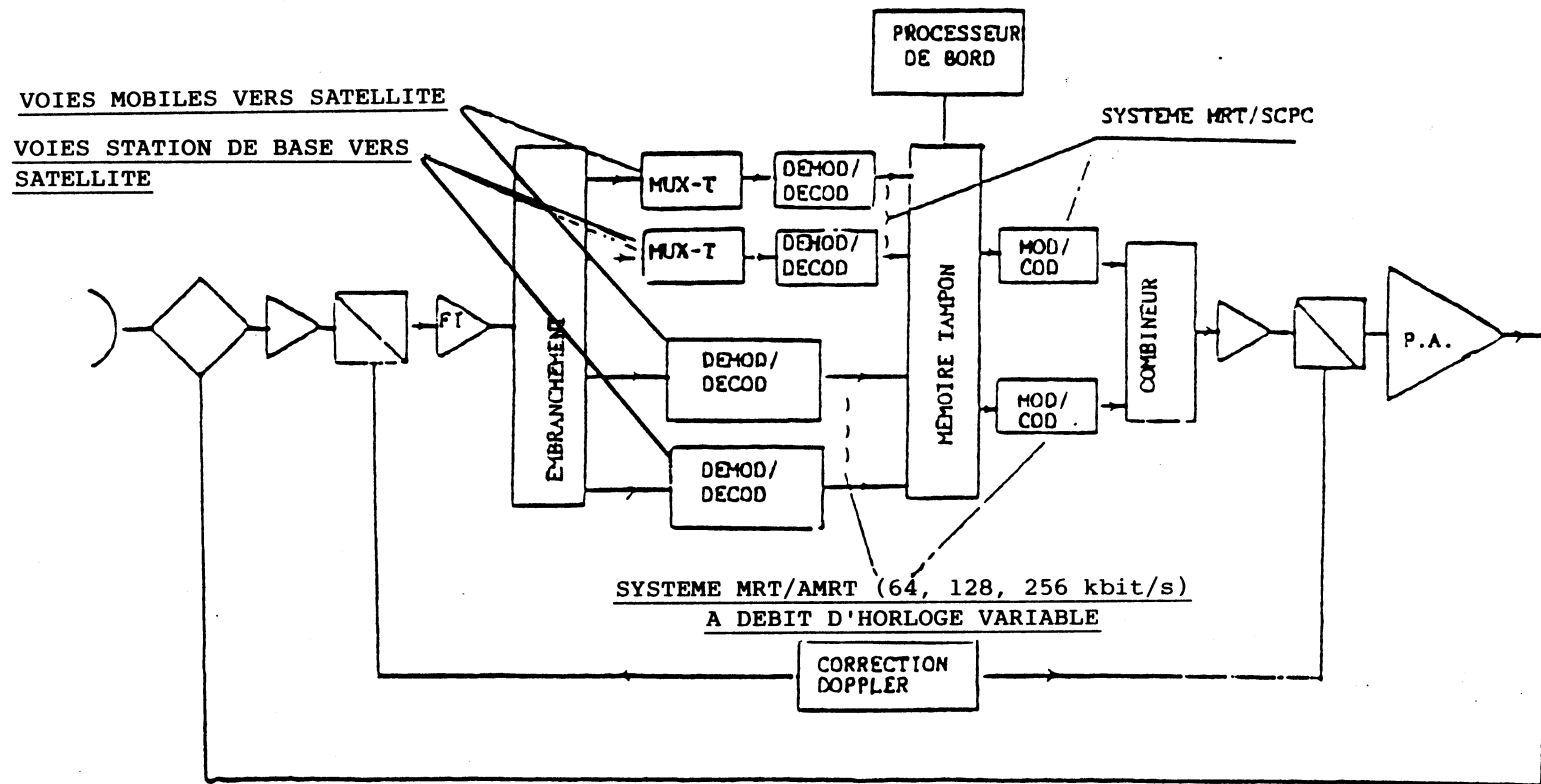 PROCESSEUR
DE BORD
VOIES MOBILES VERS SATELLITE
SYSTEME MRT/SCPC
VOIES STATION DE BASE VERS
SATELLITE
MUX-T
DEMOD/
DECOD
MUX-T
DEMOD/
DECOD
MOD/
COD
FI
EMBRANCHEMENT
MÉMOIRE TAMPON
COMBINEUR
P.A.
DEMOD/
DECOD
MOD/
COD
DEMOD/
DECOD
SYSTEME MRT/AMRT (64, 128, 256 kbit/s)
A DEBIT D'HORLOGE VARIABLE
CORRECTION
DOPPLER